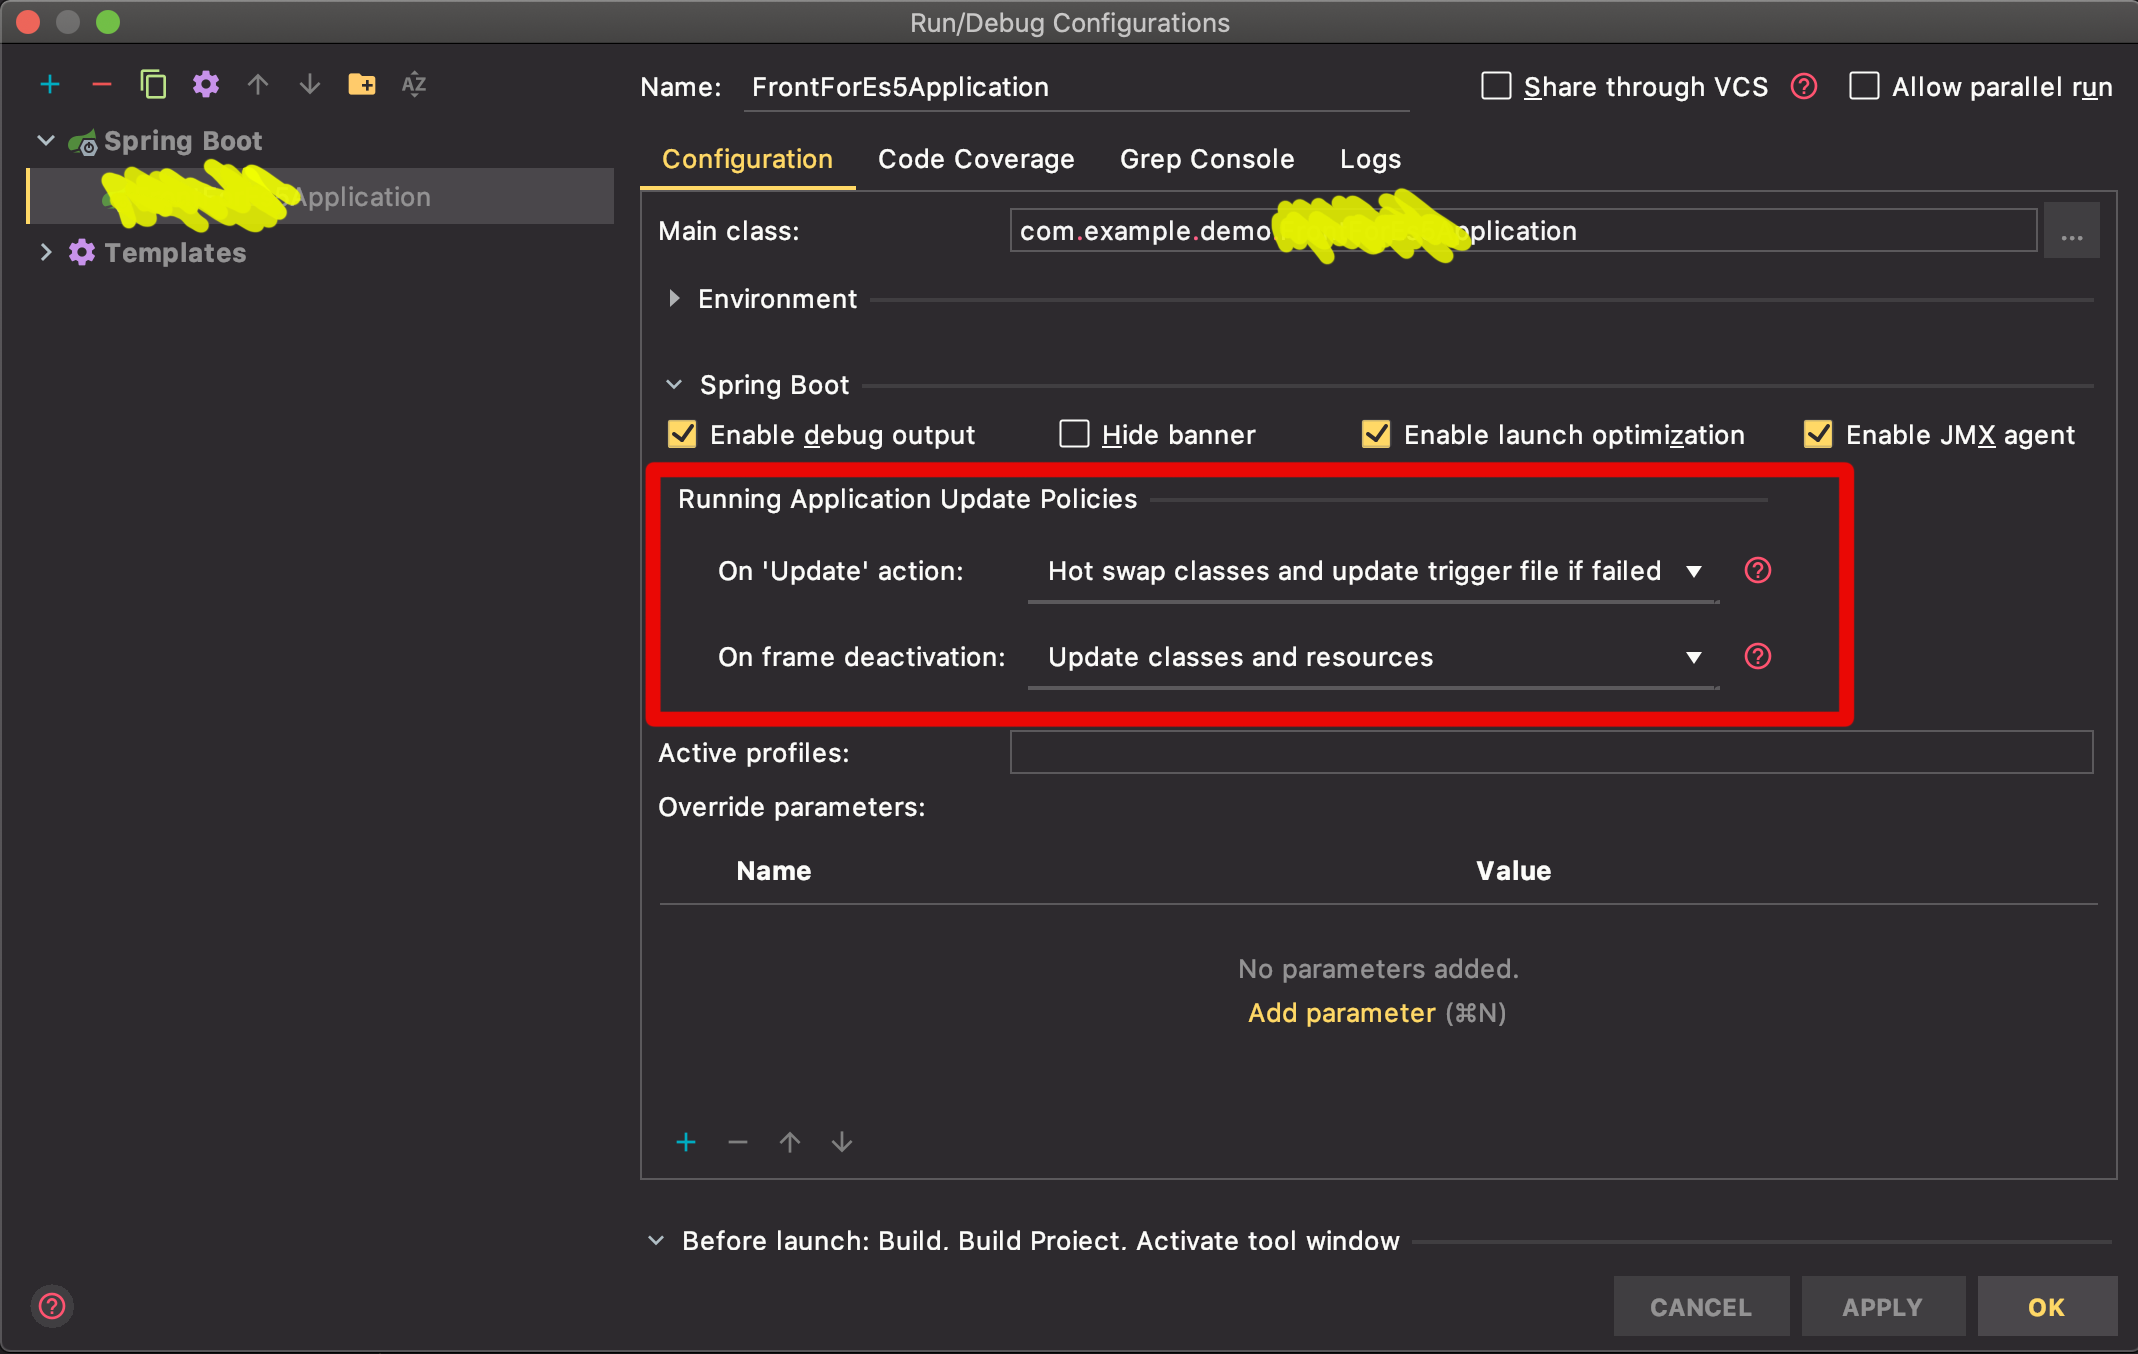 Run/Debug Configurations
Name: FrontForEs5Application
Share through VCS
Allow parallel run
Spring Boot
Application
Templates
Configuration Code Coverage Grep Console Logs
Main class: com.example.demo pplication ...
Environment
Spring Boot
Enable debug output Hide banner Enable launch optimization Enable JMX agent
Running Application Update Policies
On 'Update' action: Hot swap classes and update trigger file if failed
On frame deactivation: Update classes and resources
Active profiles:
Override parameters:
Name Value
No parameters added.
Add parameter (⌘N)
Before launch: Build, Build Project, Activate tool window
CANCEL APPLY OK